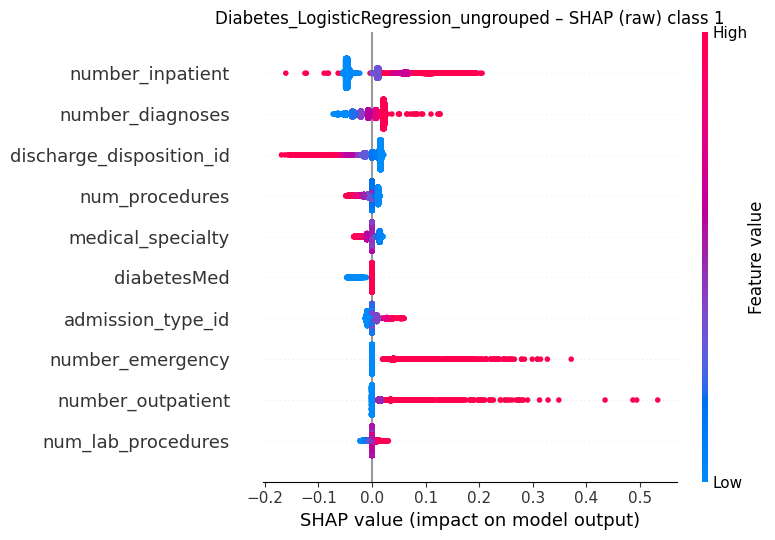 Diabetes_LogisticRegression_ungrouped – SHAP (raw) class 1
High
number_inpatient
number_diagnoses
discharge_disposition_id
num_procedures
medical_specialty
diabetesMed
admission_type_id
number_emergency
number_outpatient
num_lab_procedures
Feature value
Low
−0.2 −0.1 0.0 0.1 0.2 0.3 0.4 0.5
SHAP value (impact on model output)